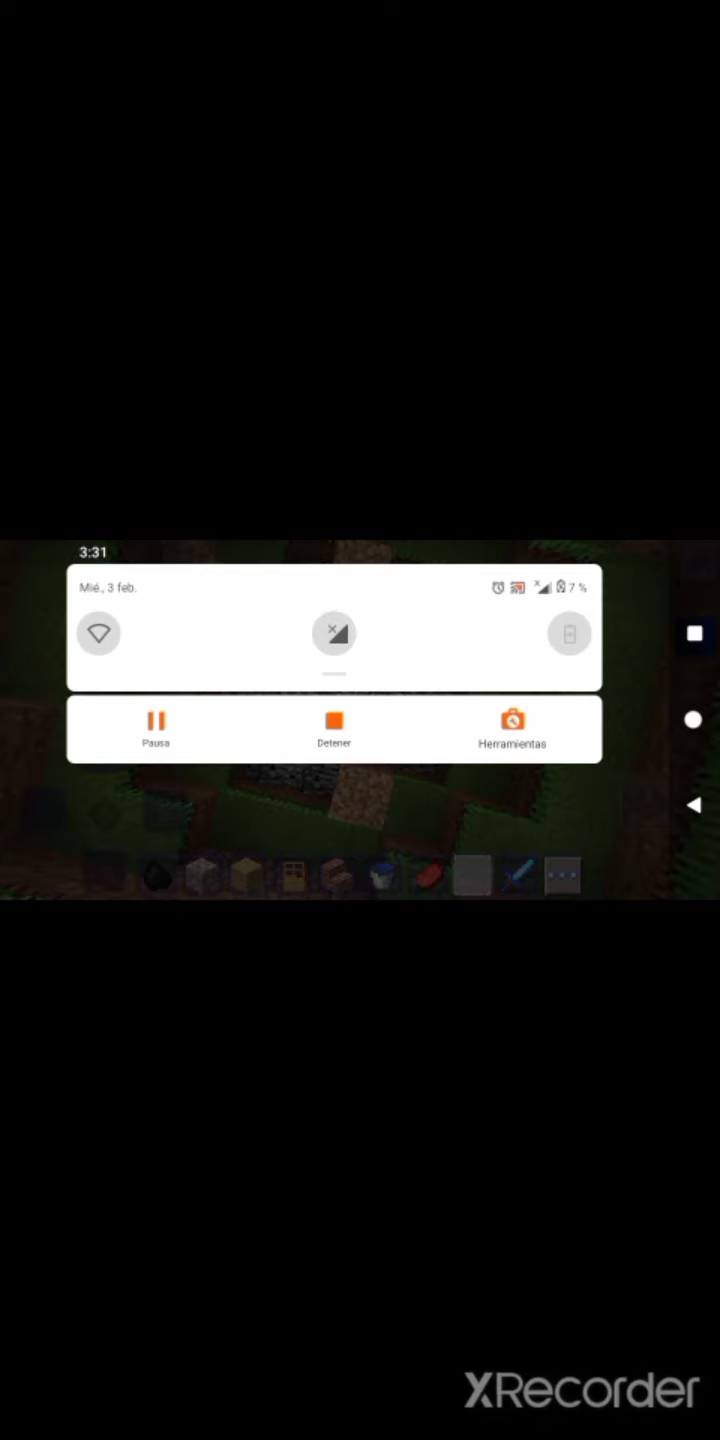 3:31
Mié., 3 feb.
7 %
Pausa
Detener
Herramientas
XRecorder